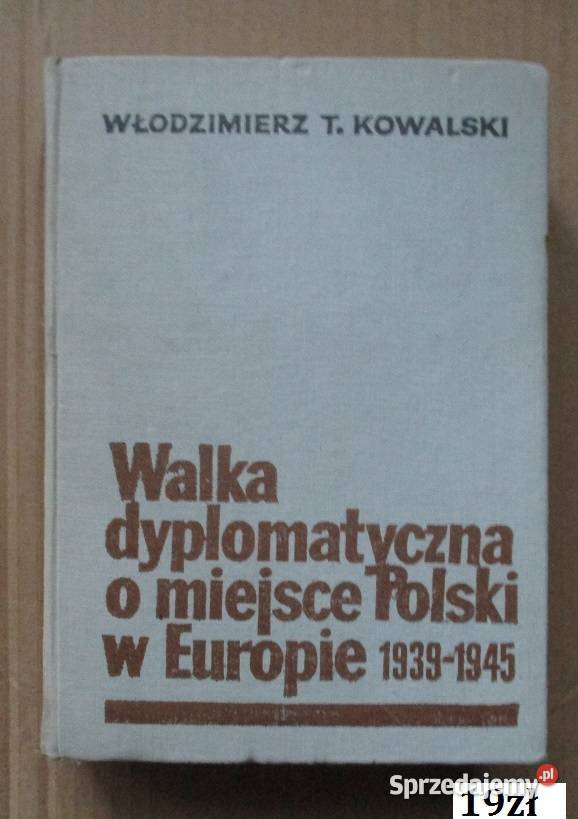 WŁODZIMIERZ T. KOWALSKI
Walka
dyplomatyczna
o miejsce Polski
w Europie 1939-1945
Sprzedajemy.pl
19zł